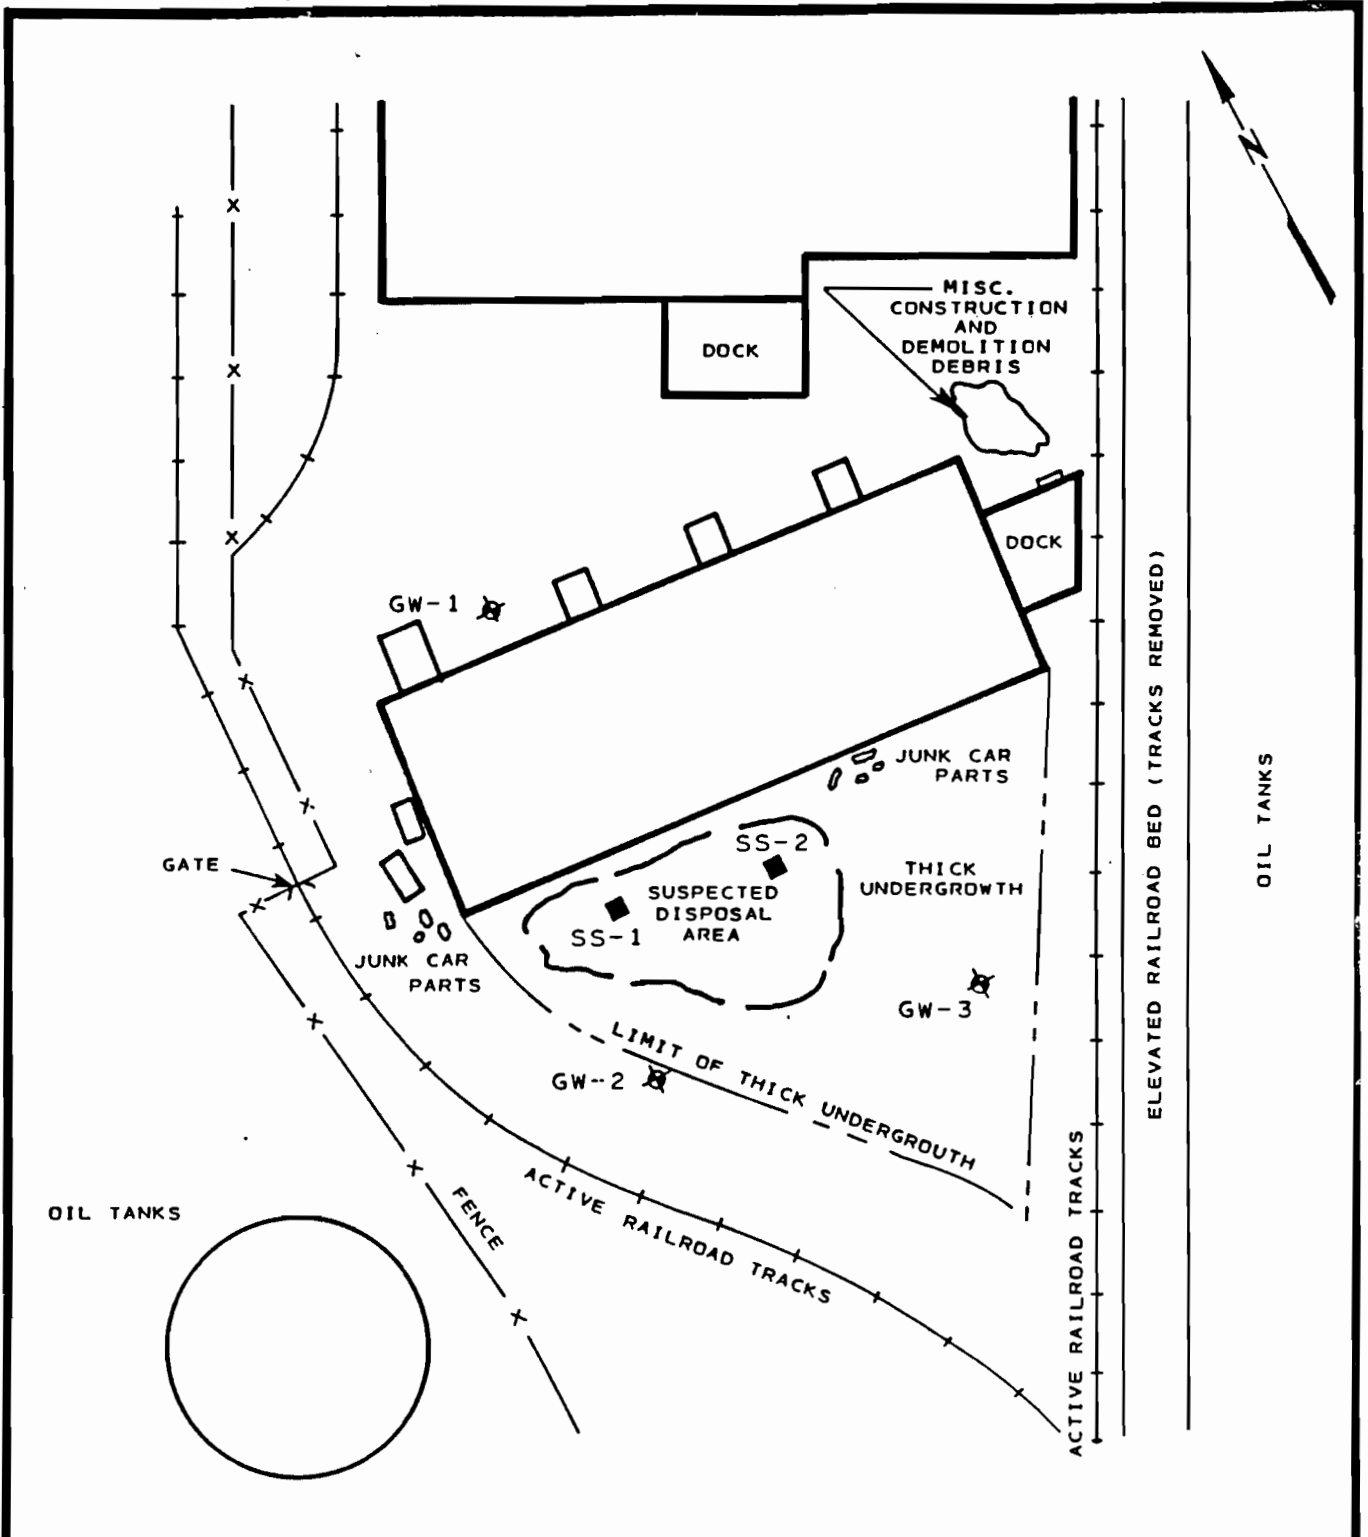 N
MISC.
CONSTRUCTION
AND
DEMOLITION
DEBRIS
DOCK
DOCK
GW-1
JUNK CAR
PARTS
GATE
SS-2
THICK
UNDERGROWTH
SUSPECTED
DISPOSAL
AREA
SS-1
JUNK CAR
PARTS
GW-3
LIMIT OF THICK UNDERGROUTH
GW-2
ACTIVE RAILROAD TRACKS
FENCE
OIL TANKS
ELEVATED RAILROAD BED (TRACKS REMOVED)
OIL TANKS
ACTIVE RAILROAD TRACKS